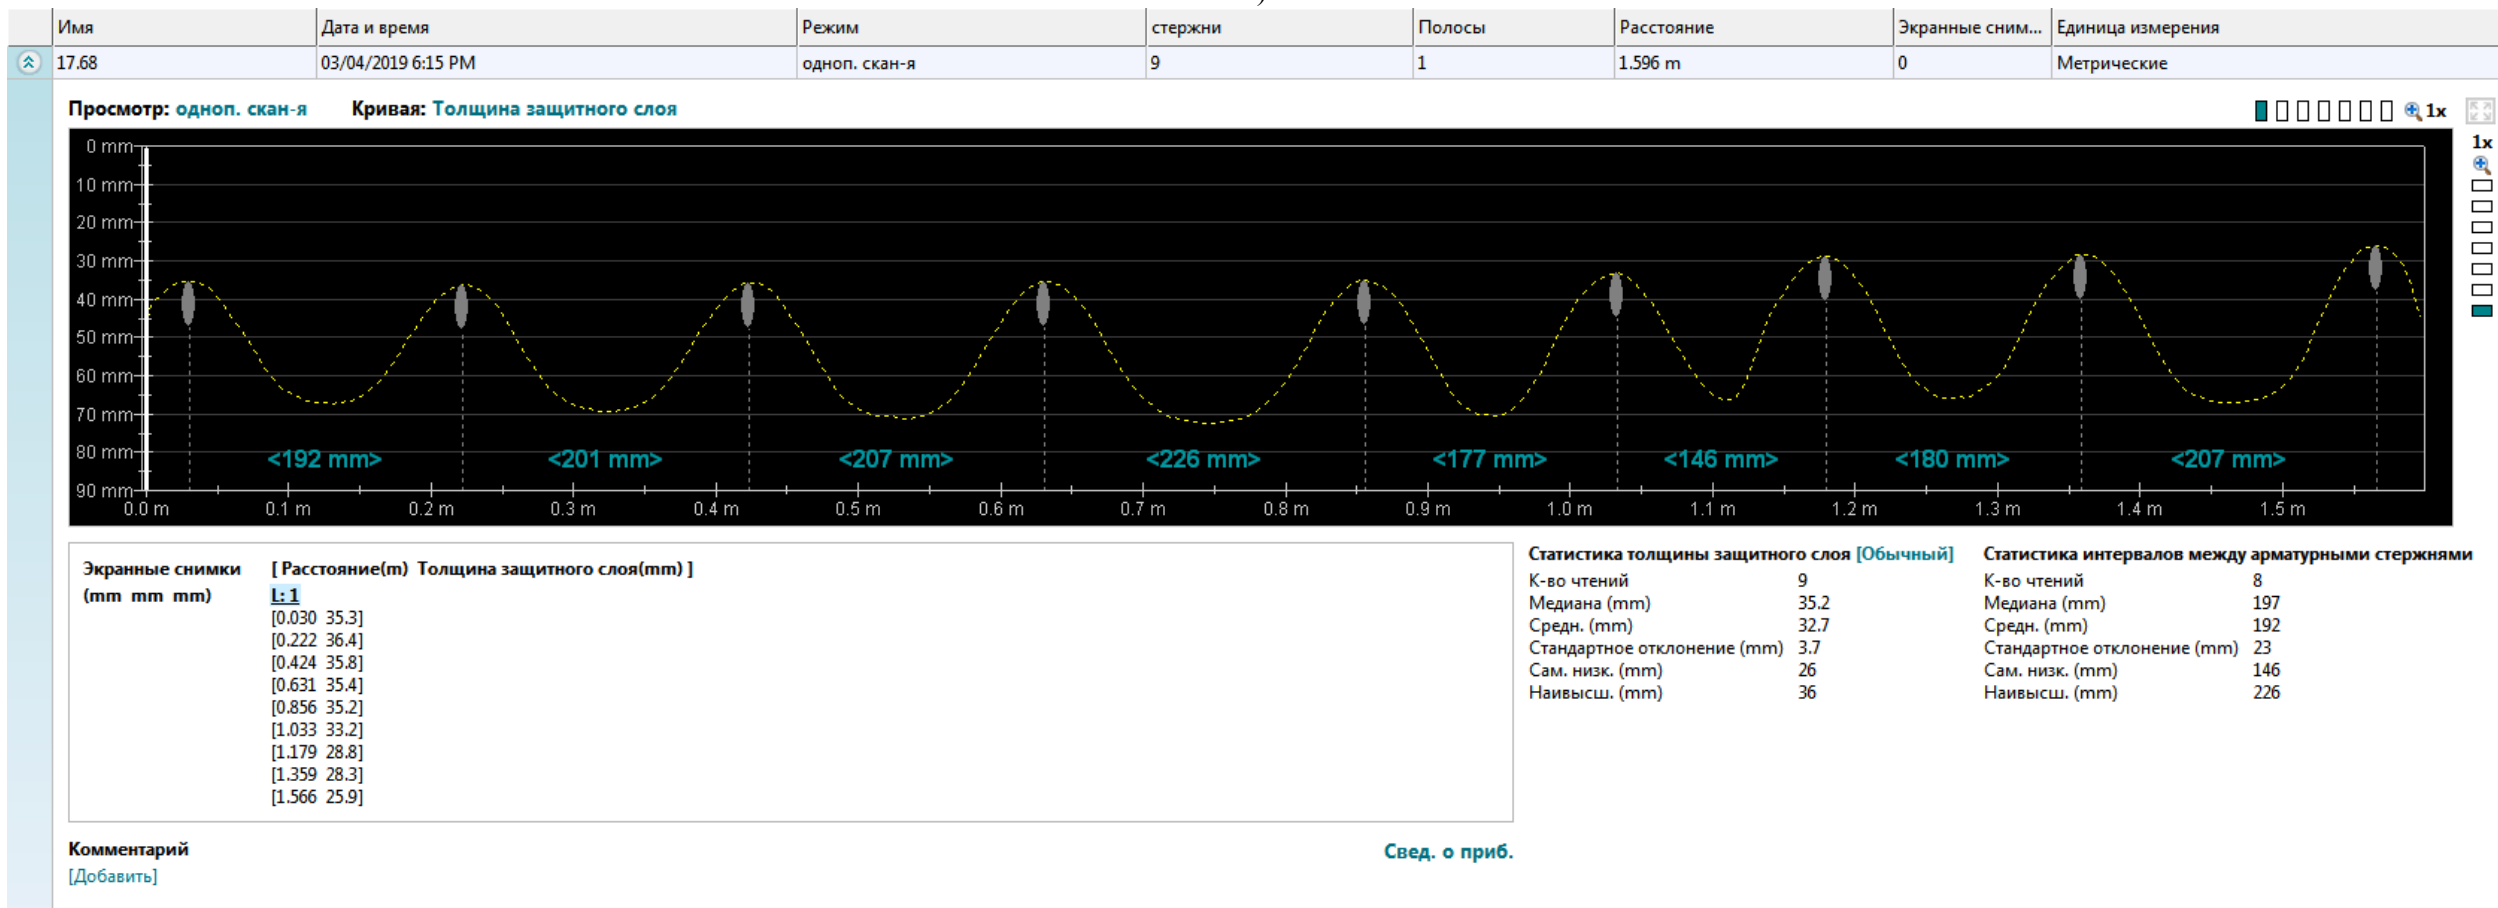 Имя Дата и время Режим стержни Полосы Расстояние Экранные сним... Единица измерения
17.68 03/04/2019 6:15 PM одноп. скан-я 9 1 1.596 m 0 Метрические
Просмотр: одноп. скан-я Кривая: Толщина защитного слоя 1x
1x
0 mm
10 mm
20 mm
30 mm
40 mm
50 mm
60 mm
70 mm
80 mm
<192 mm> <201 mm> <207 mm> <226 mm> <177 mm> <146 mm> <180 mm> <207 mm>
90 mm
0.0 m 0.1 m 0.2 m 0.3 m 0.4 m 0.5 m 0.6 m 0.7 m 0.8 m 0.9 m 1.0 m 1.1 m 1.2 m 1.3 m 1.4 m 1.5 m
Экранные снимки
(mm mm mm)
[ Расстояние(m) Толщина защитного слоя(mm) ]
L: 1
[0.030 35.3]
[0.222 36.4]
[0.424 35.8]
[0.631 35.4]
[0.856 35.2]
[1.033 33.2]
[1.179 28.8]
[1.359 28.3]
[1.566 25.9]
Статистика толщины защитного слоя [Обычный]
К-во чтений 9
Медиана (mm) 35.2
Средн. (mm) 32.7
Стандартное отклонение (mm) 3.7
Сам. низк. (mm) 26
Наивысш. (mm) 36
Статистика интервалов между арматурными стержнями
К-во чтений 8
Медиана (mm) 197
Средн. (mm) 192
Стандартное отклонение (mm) 23
Сам. низк. (mm) 146
Наивысш. (mm) 226
Комментарий
[Добавить]
Свед. о приб.